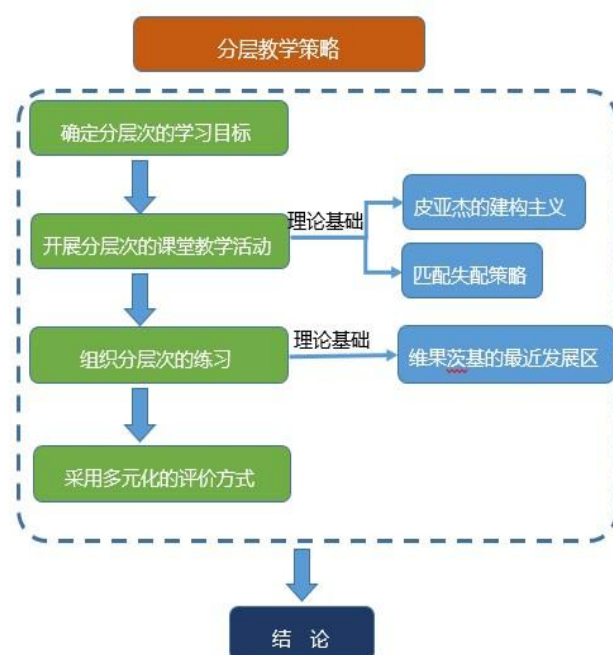 分层教学策略
确定分层次的学习目标
理论基础
皮亚杰的建构主义
开展分层次的课堂教学活动
匹配失配策略
理论基础
组织分层次的练习
维果茨基的最近发展区
采用多元化的评价方式
结 论